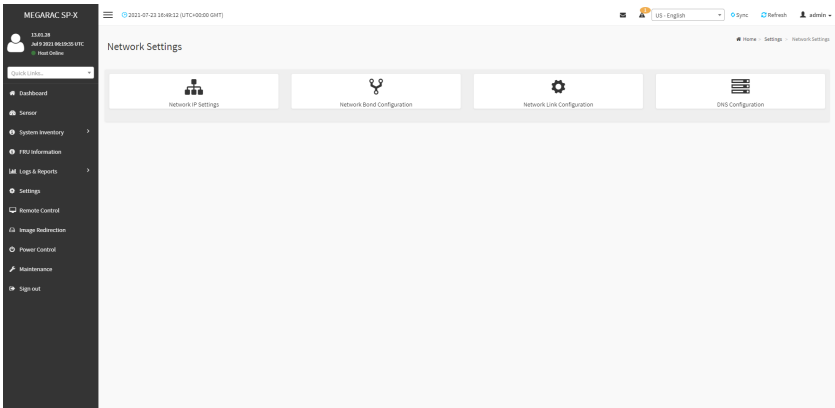 MEGARAC SP-X
13.01.28
Jul 9 2021 06:19:35 UTC
Host Online
Quick Links...
Dashboard
Sensor
System Inventory
FRU Information
Logs & Reports
Settings
Remote Control
Image Redirection
Power Control
Maintenance
Sign out
2021-07-23 18:49:12 (UTC+00:00 GMT)
US - English
Sync
Refresh
admin
Network Settings
Home > Settings > Network Settings
Network IP Settings
Network Bond Configuration
Network Link Configuration
DNS Configuration